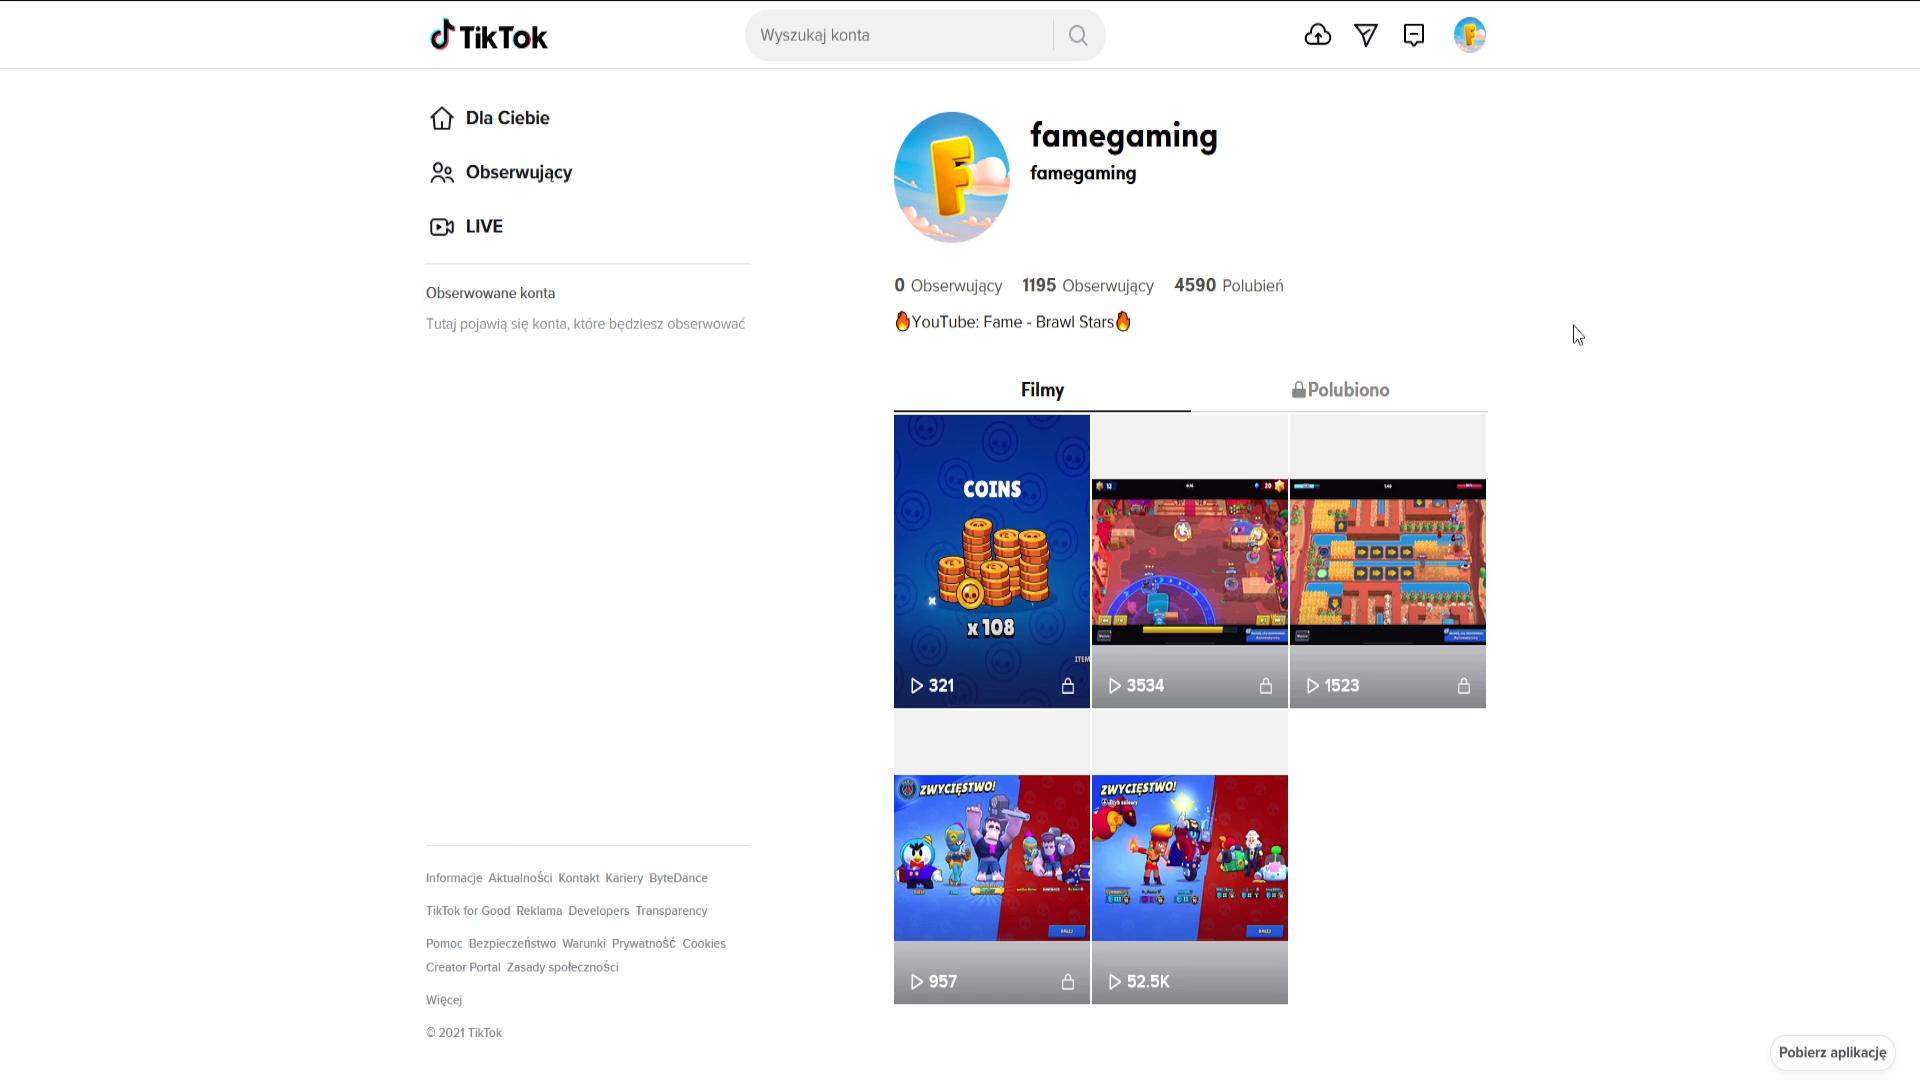 TikTok
Wyszukaj konta
Dla Ciebie
Obserwujący
LIVE
Obserwowane konta
Tutaj pojawią się konta, które będziesz obserwować
famegaming
famegaming
0 Obserwujący 1195 Obserwujący 4590 Polubień
🔥YouTube: Fame - Brawl Stars🔥
Filmy
Polubiono
COINS
x 108
ITEM
321
3534
1523
ZWYCIĘSTWO!
957
ZWYCIĘSTWO!
52.5K
Informacje Aktualności Kontakt Kariery ByteDance
TikTok for Good Reklama Developers Transparency
Pomoc Bezpieczeństwo Warunki Prywatność Cookies
Creator Portal Zasady społeczności
Więcej
© 2021 TikTok
Pobierz aplikację